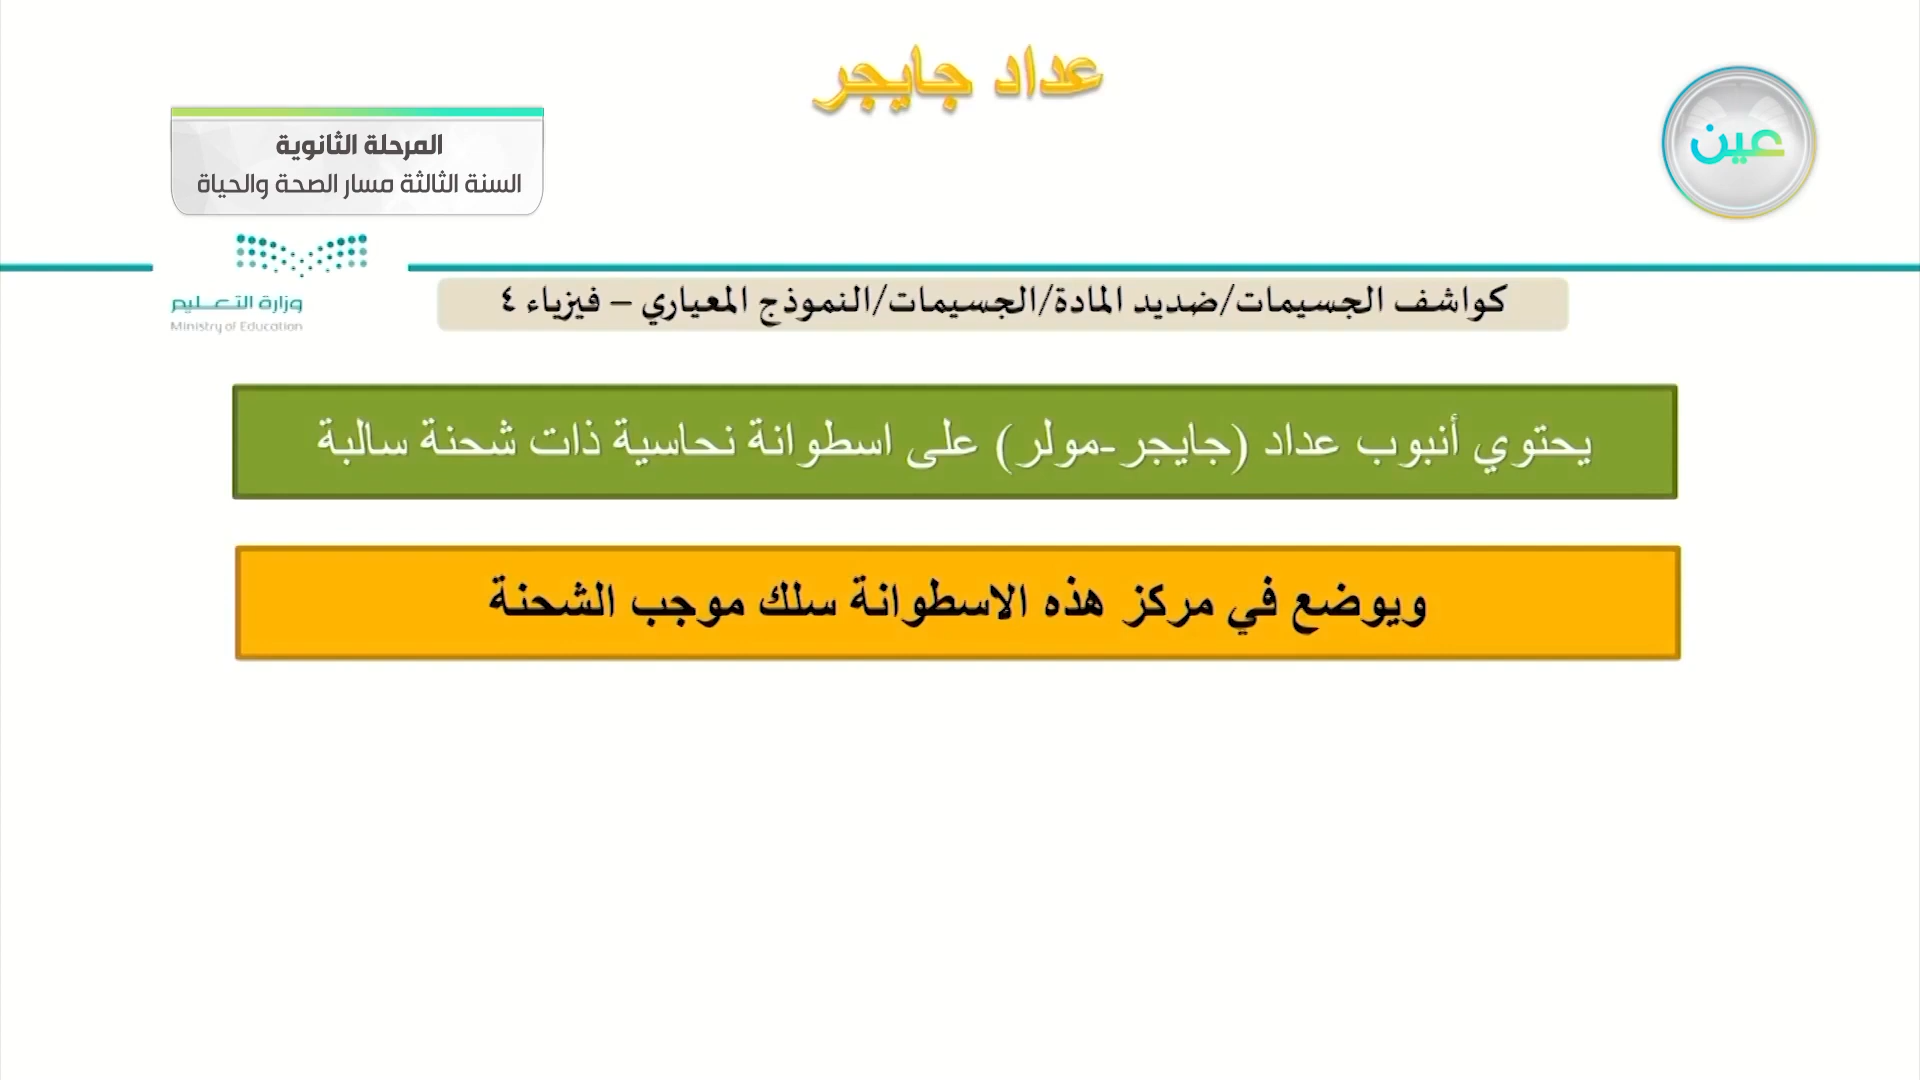 عداد جايجر
عين
المرحلة الثانوية
السنة الثالثة مسار الصحة والحياة
وزارة التعليم
Ministry of Education
كواشف الجسيمات/ضديد المادة/الجسيمات/النموذج المعياري – فيزياء ٤
يحتوي أنبوب عداد (جايجر-مولر) على اسطوانة نحاسية ذات شحنة سالبة
ويوضع في مركز هذه الاسطوانة سلك موجب الشحنة